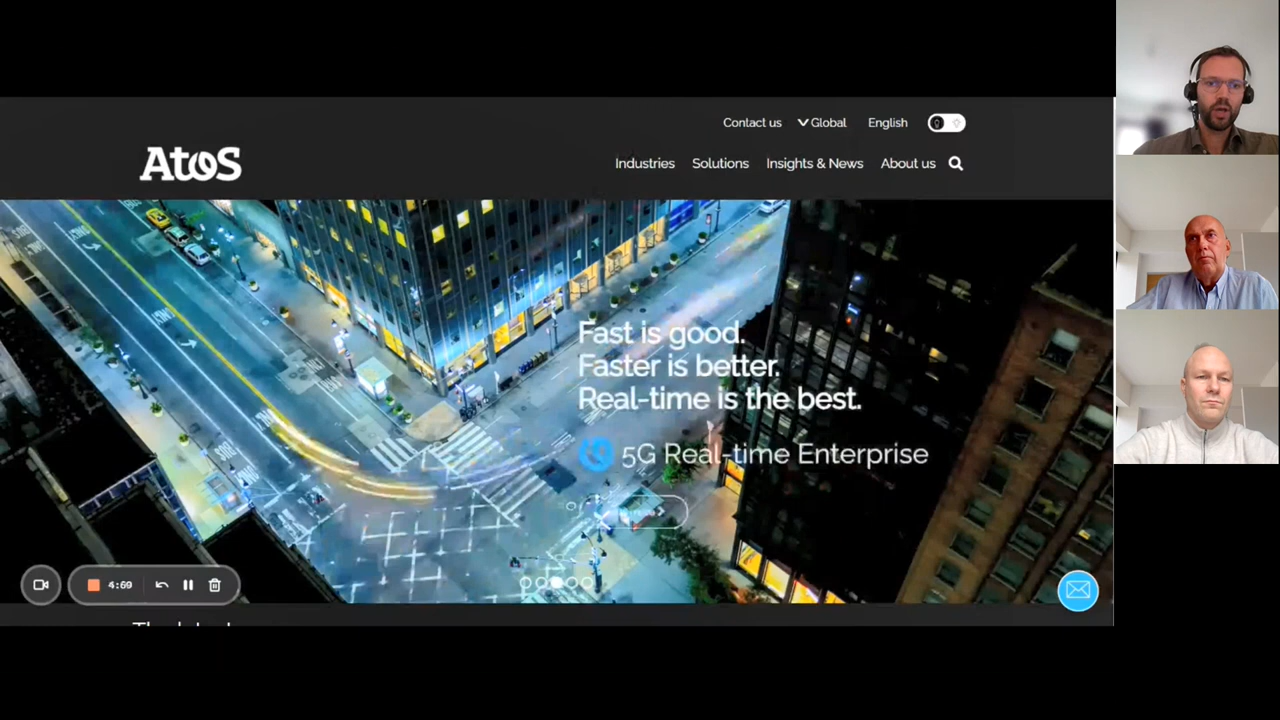 Contact us Global English
Atos
Industries Solutions Insights & News About us
Fast is good.
Faster is better.
Real-time is the best.
5G Real-time Enterprise
4:59